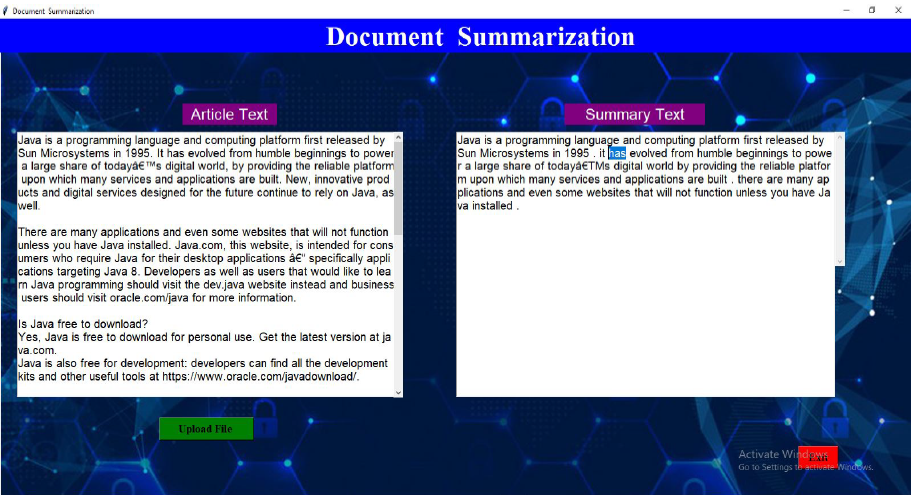 Document Summarization
Document Summarization
Article Text
Java is a programming language and computing platform first released by
Sun Microsystems in 1995. It has evolved from humble beginnings to power
a large share of todayâ€™s digital world, by providing the reliable platform
upon which many services and applications are built. New, innovative prod
ucts and digital services designed for the future continue to rely on Java, as
well.
There are many applications and even some websites that will not function
unless you have Java installed. Java.com, this website, is intended for cons
umers who require Java for their desktop applications â€“ specifically appli
cations targeting Java 8. Developers as well as users that would like to lea
rn Java programming should visit the dev.java website instead and business
users should visit oracle.com/java for more information.
Is Java free to download?
Yes, Java is free to download for personal use. Get the latest version at ja
va.com.
Java is also free for development: developers can find all the development
kits and other useful tools at https://www.oracle.com/javadownload/.
Summary Text
Java is a programming language and computing platform first released by
Sun Microsystems in 1995 . it has evolved from humble beginnings to powe
r a large share of todayâ€TMs digital world by providing the reliable platfor
m upon which many services and applications are built . there are many ap
plications and even some websites that will not function unless you have Ja
va installed .
Upload File
Activate Windows
Go to Settings to activate Windows.